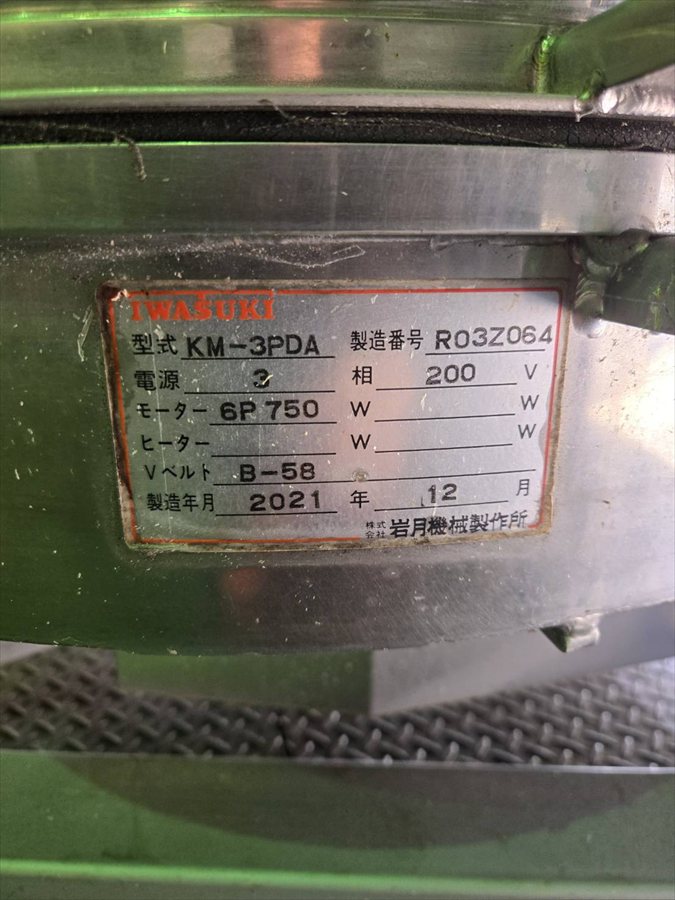 IWASUKI
型式 KM-3PDA 製造番号 R03Z064
電源 3 相 200 V
モーター 6P 750 W W
ヒーター W W
Vベルト B-58
製造年月 2021 年 12 月
株式会社 岩月機械製作所